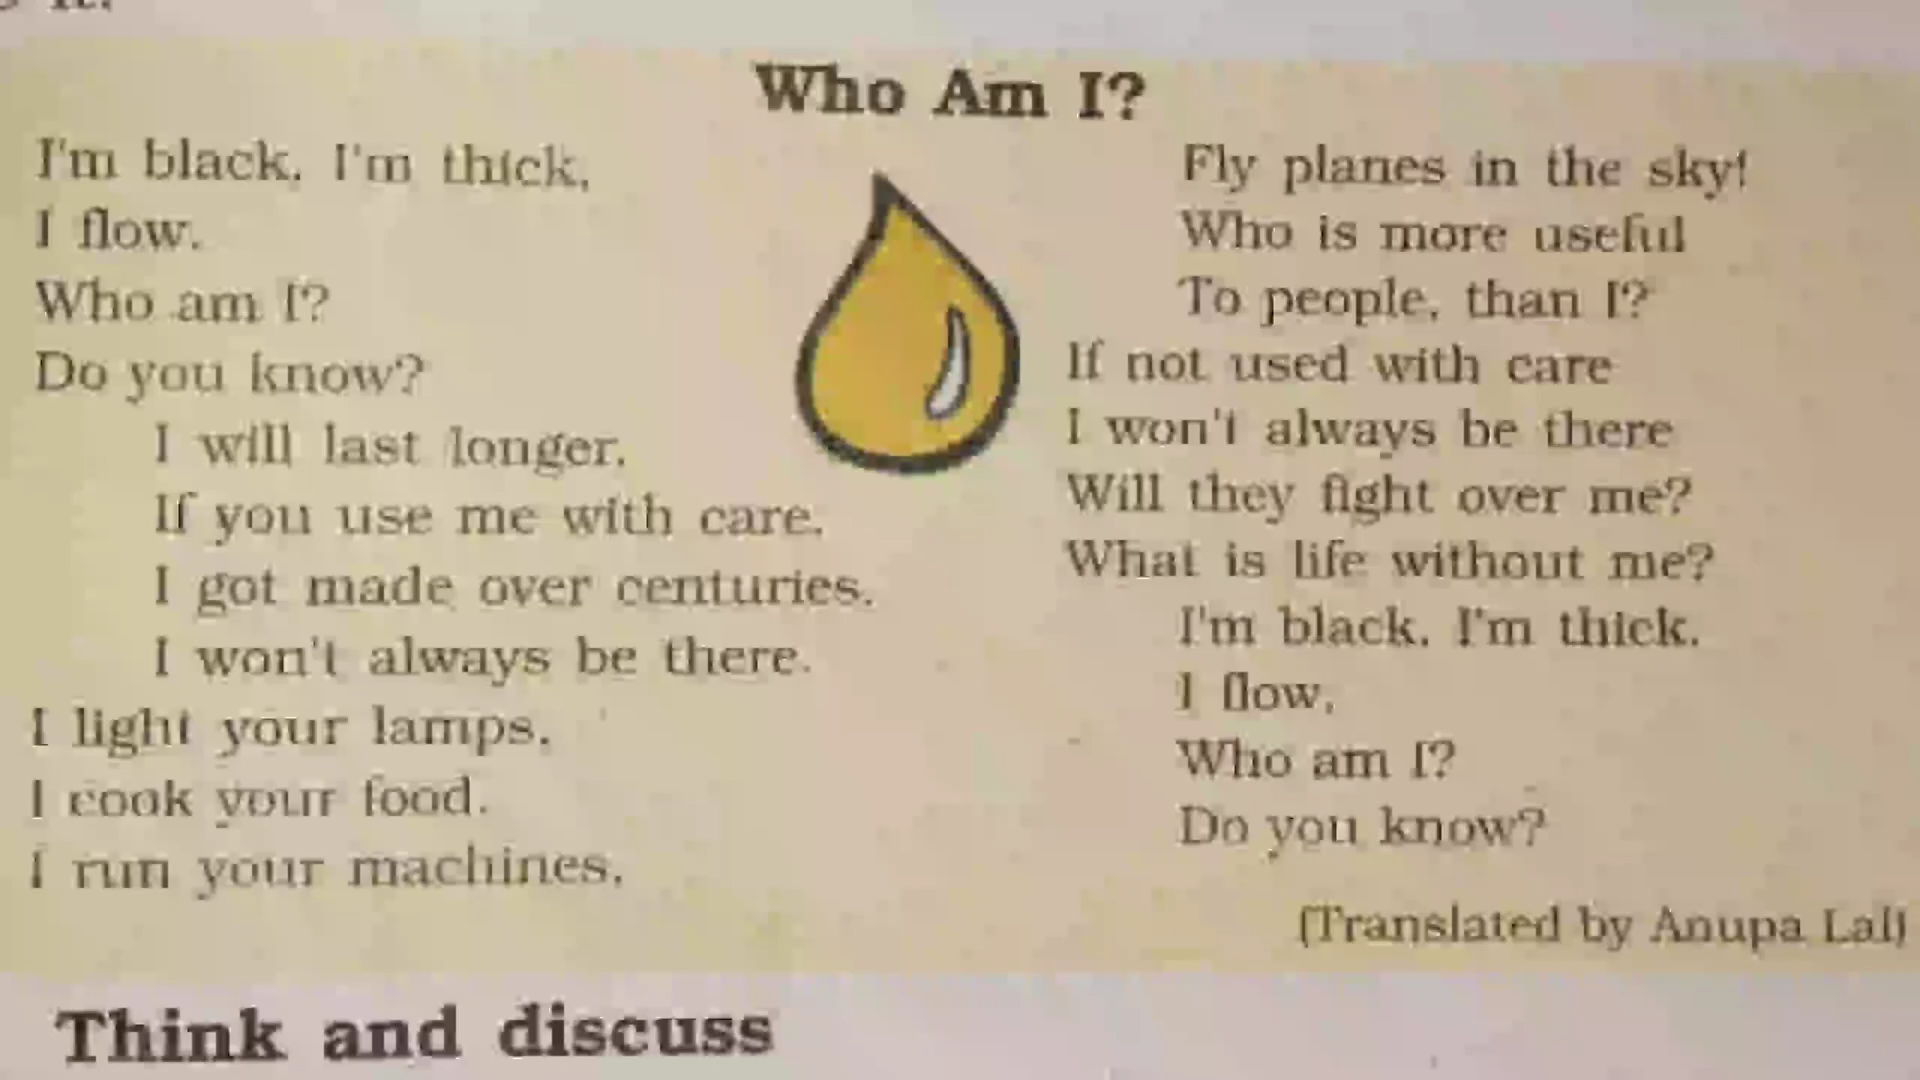 Who Am I?
I'm black, I'm thick,
I flow.
Who am I?
Do you know?
I will last longer,
If you use me with care.
I got made over centuries,
I won't always be there.
I light your lamps,
I cook your food.
I run your machines,
Fly planes in the sky!
Who is more useful
To people, than I?
If not used with care
I won't always be there
Will they fight over me?
What is life without me?
I'm black, I'm thick.
I flow,
Who am I?
Do you know?
(Translated by Anupa Lal)
Think and discuss